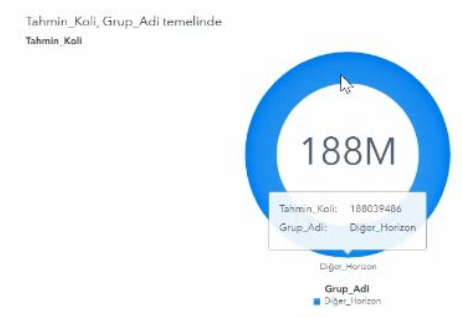 Tahmin_Koli, Grup_Adi temelinde
Tahmin_Koli
188M
Tahmin_Koli: 188039486
Grup_Adi: Diğer_Horizon
Diğer_Horizon
Grup_Adi
Diğer_Horizon